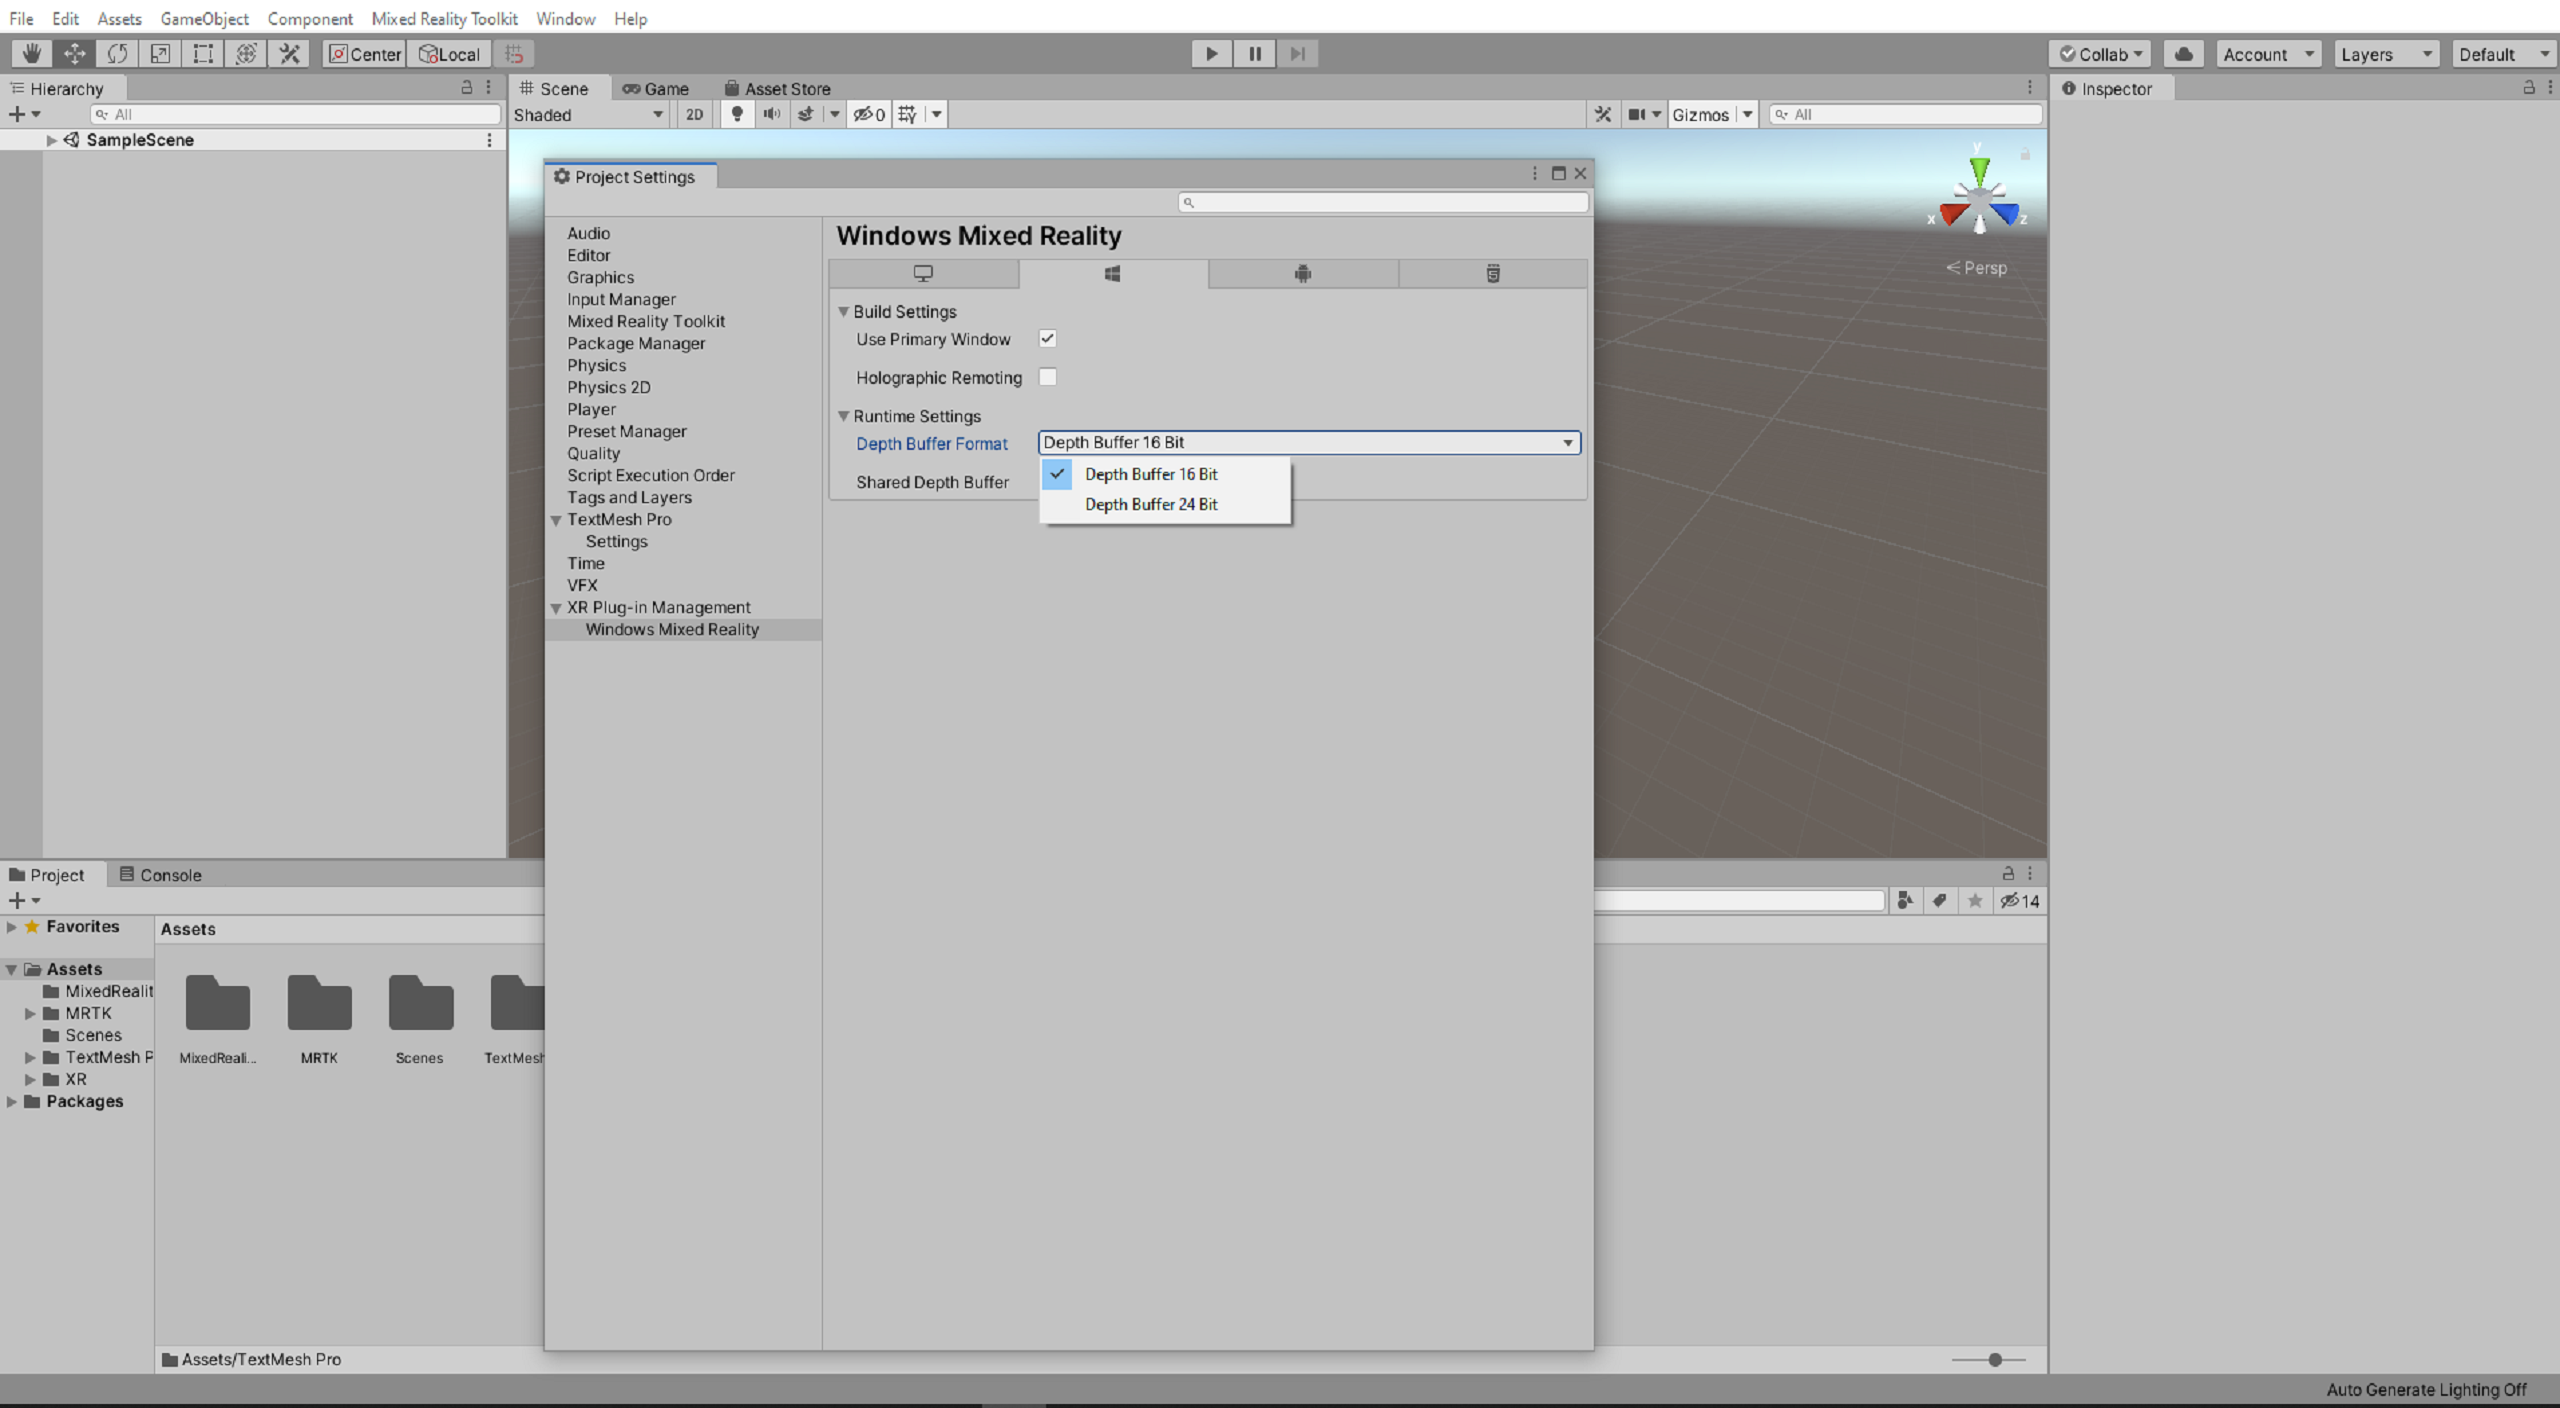 File Edit Assets GameObject Component Mixed Reality Toolkit Window Help
Center Local
Collab Account Layers Default
Hierarchy
All
SampleScene
Scene Game Asset Store
Shaded 2D 0 Gizmos All
y
x z
Persp
Inspector
Project Settings
Audio
Editor
Graphics
Input Manager
Mixed Reality Toolkit
Package Manager
Physics
Physics 2D
Player
Preset Manager
Quality
Script Execution Order
Tags and Layers
TextMesh Pro
Settings
Time
VFX
XR Plug-in Management
Windows Mixed Reality
Windows Mixed Reality
Build Settings
Use Primary Window
Holographic Remoting
Runtime Settings
Depth Buffer Format Depth Buffer 16 Bit
Depth Buffer 16 Bit
Shared Depth Buffer
Depth Buffer 24 Bit
Project Console
14
Favorites
Assets
MixedRealit
MRTK
Scenes
TextMesh P
XR
Packages
Assets
MixedReali... MRTK Scenes TextMesh
Assets/TextMesh Pro
Auto Generate Lighting Off